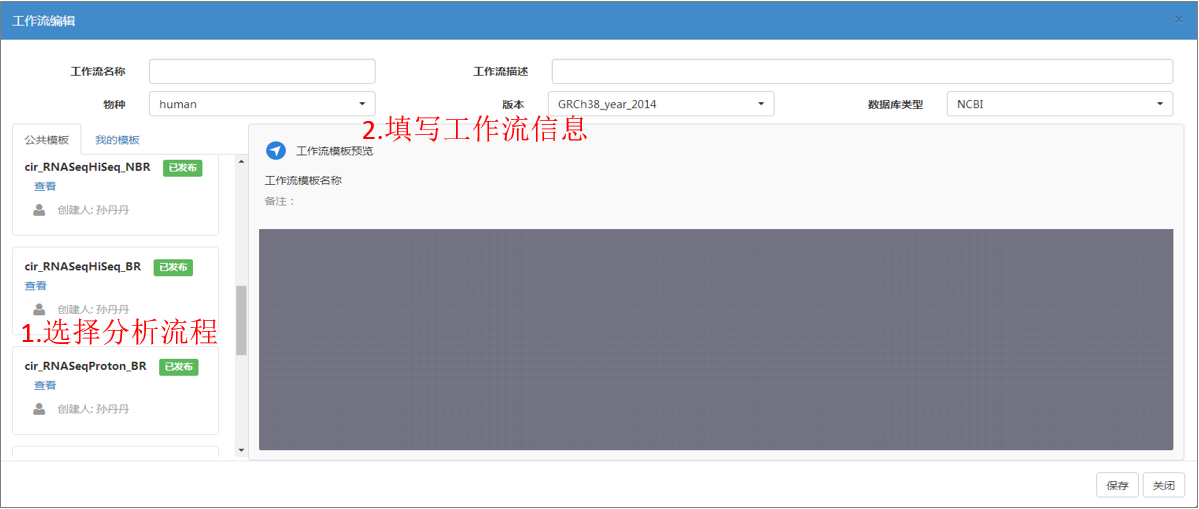 工作流编辑
×
工作流名称
工作流描述
物种 human
版本 GRCh38_year_2014
数据库类型 NCBI
公共模板 我的模板
cir_RNASeqHiSeq_NBR 已发布
查看
创建人: 孙丹丹
cir_RNASeqHiSeq_BR 已发布
查看
创建人: 孙丹丹
1.选择分析流程
cir_RNASeqProton_BR 已发布
查看
创建人: 孙丹丹
2.填写工作流信息
工作流模板预览
工作流模板名称
备注：
保存 关闭